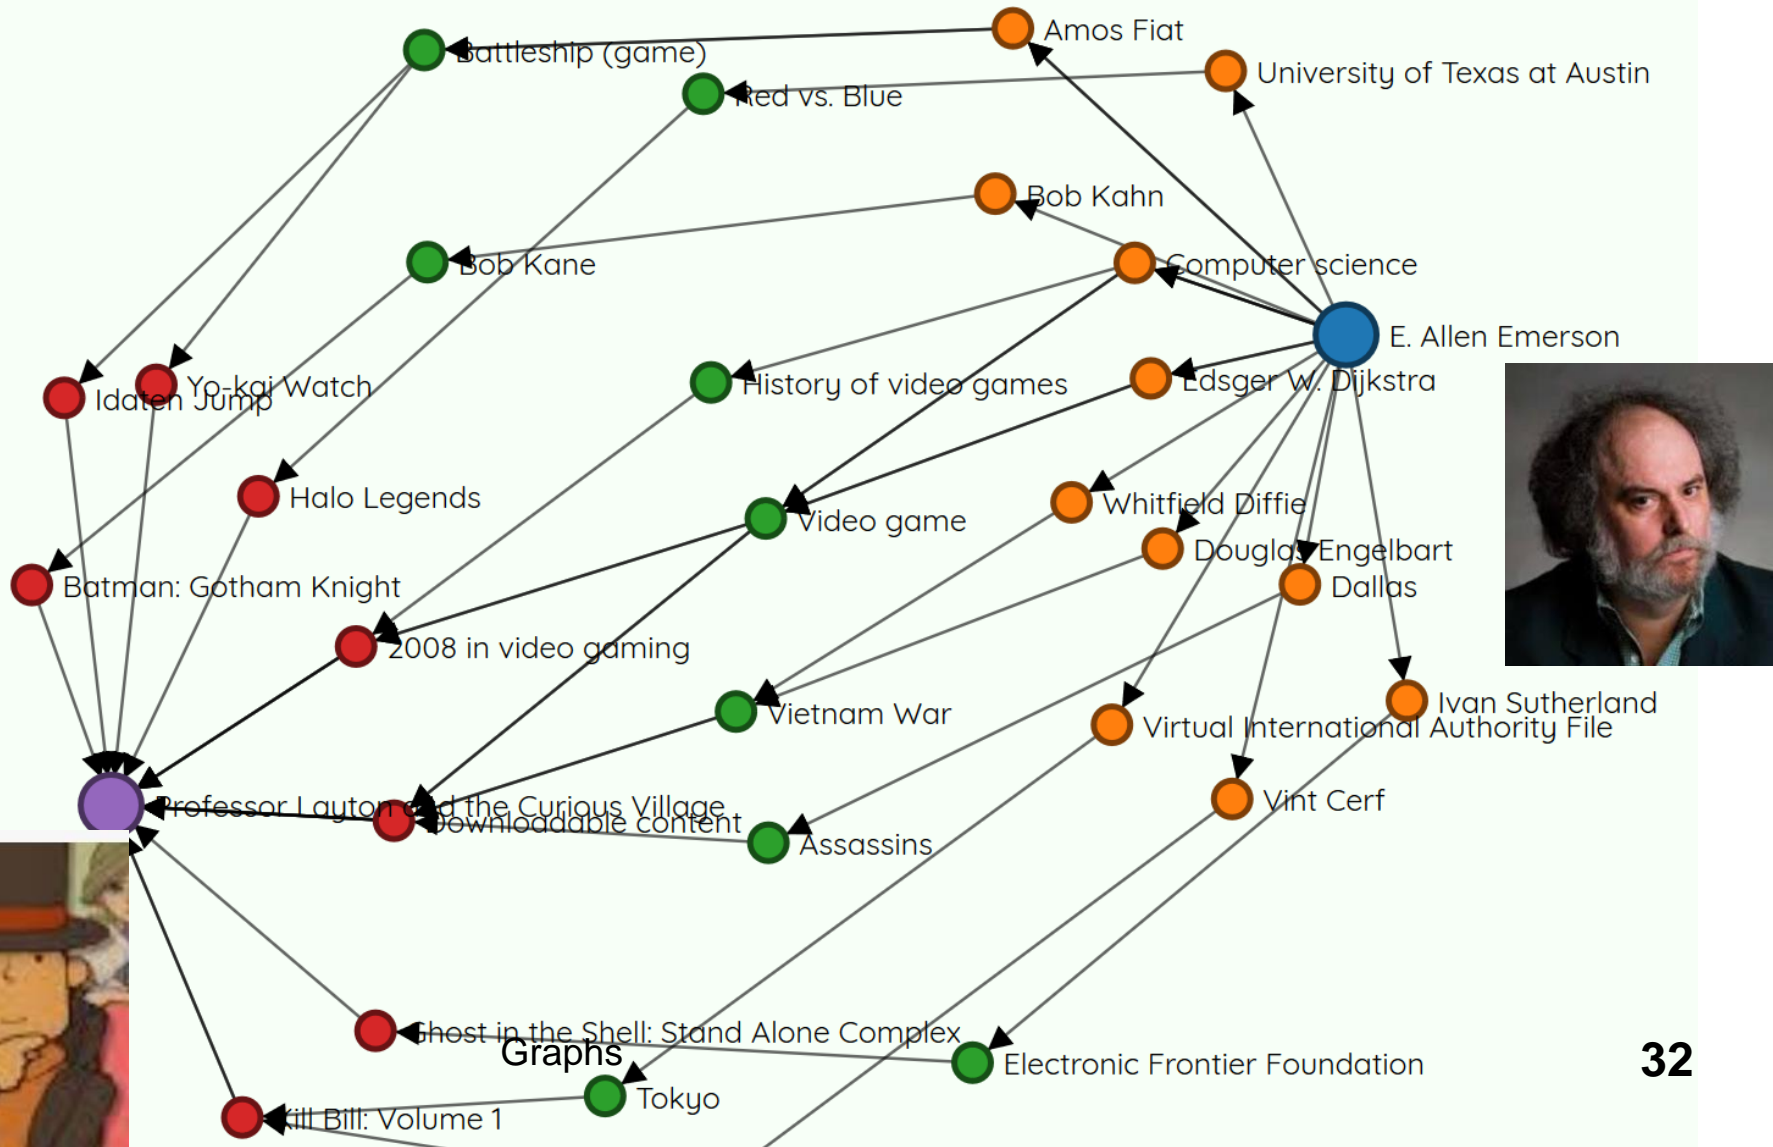 Amos Fiat
Battleship (game)
University of Texas at Austin
Red vs. Blue
Bob Kahn
Bob Kane
Computer science
E. Allen Emerson
History of video games
Edsger W. Dijkstra
Yo-kai Watch
Idaten Jump
Halo Legends
Whitfield Diffie
Video game
Douglas Engelbart
Batman: Gotham Knight
Dallas
2008 in video gaming
Ivan Sutherland
Vietnam War
Virtual International Authority File
Vint Cerf
Professor Layton and the Curious Village
Downloadable content
Assassins
Ghost in the Shell: Stand Alone Complex
Graphs
Electronic Frontier Foundation
32
Tokyo
Kill Bill: Volume 1